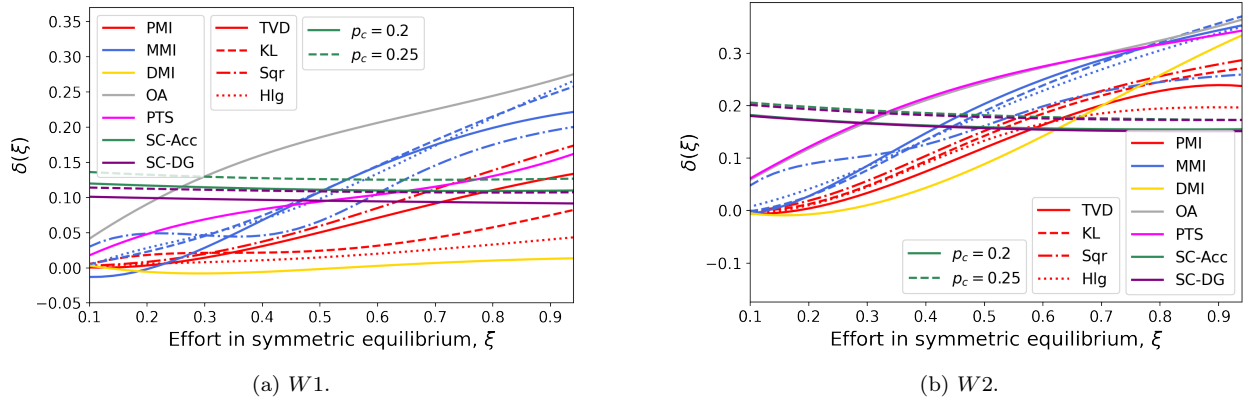 0.35
0.30
0.25
0.20
0.15
0.10
0.05
0.00
−0.05
δ(ξ)
PMI
MMI
DMI
OA
PTS
SC-Acc
SC-DG
TVD
KL
Sqr
Hlg
p_c = 0.2
p_c = 0.25
0.1 0.2 0.3 0.4 0.5 0.6 0.7 0.8 0.9
Effort in symmetric equilibrium, ξ
(a) W1.
0.3
0.2
0.1
0.0
−0.1
δ(ξ)
p_c = 0.2
p_c = 0.25
TVD
KL
Sqr
Hlg
PMI
MMI
DMI
OA
PTS
SC-Acc
SC-DG
0.1 0.2 0.3 0.4 0.5 0.6 0.7 0.8 0.9
Effort in symmetric equilibrium, ξ
(b) W2.